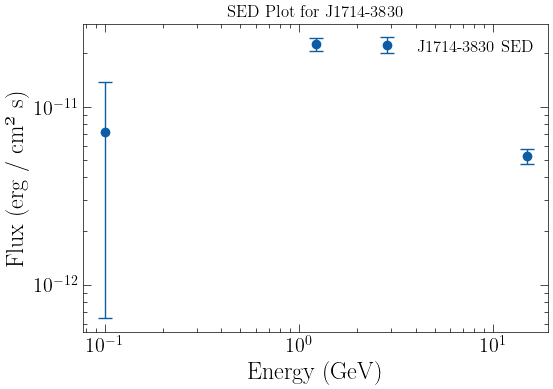 SED Plot for J1714-3830
J1714-3830 SED
Flux (erg / cm² s)
10⁻¹¹
10⁻¹²
10⁻¹
10⁰
10¹
Energy (GeV)